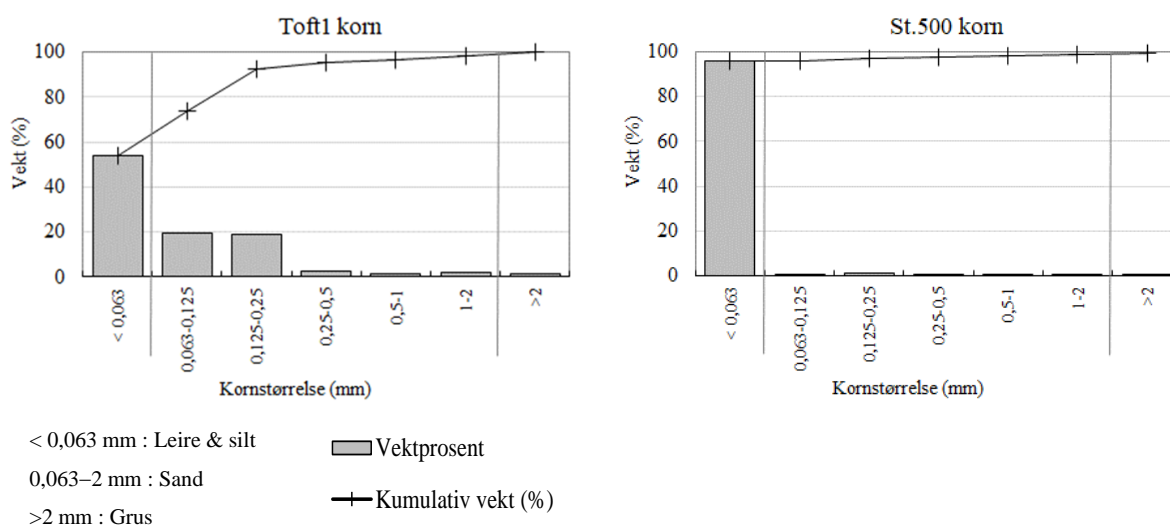 Toft1 korn
100
80
60
40
20
0
Vekt (%)
< 0,063
0,063-0,125
0,125-0,25
0,25-0,5
0,5-1
1-2
>2
Kornstørrelse (mm)
St.500 korn
100
80
60
40
20
0
Vekt (%)
< 0,063
0,063-0,125
0,125-0,25
0,25-0,5
0,5-1
1-2
>2
Kornstørrelse (mm)
< 0,063 mm : Leire & silt
0,063–2 mm : Sand
>2 mm : Grus
Vektprosent
Kumulativ vekt (%)